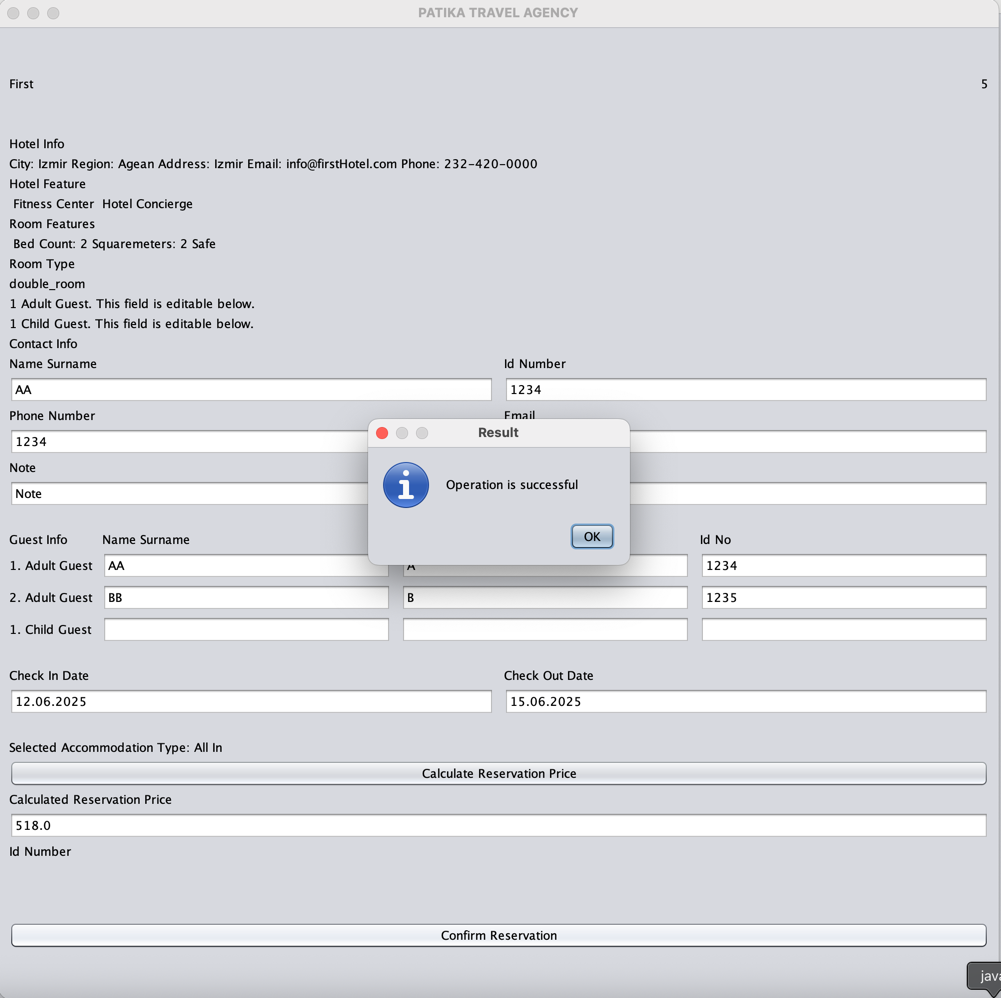 PATIKA TRAVEL AGENCY
First 5
Hotel Info
City: Izmir Region: Agean Address: Izmir Email: info@firstHotel.com Phone: 232-420-0000
Hotel Feature
Fitness Center Hotel Concierge
Room Features
Bed Count: 2 Squaremeters: 2 Safe
Room Type
double_room
1 Adult Guest. This field is editable below.
1 Child Guest. This field is editable below.
Contact Info
Name Surname Id Number
AA 1234
Phone Number Email
1234
Note
Note
Result
Operation is successful
OK
Guest Info Name Surname Id No
1. Adult Guest AA A 1234
2. Adult Guest BB B 1235
1. Child Guest
Check In Date Check Out Date
12.06.2025 15.06.2025
Selected Accommodation Type: All In
Calculate Reservation Price
Calculated Reservation Price
518.0
Id Number
Confirm Reservation